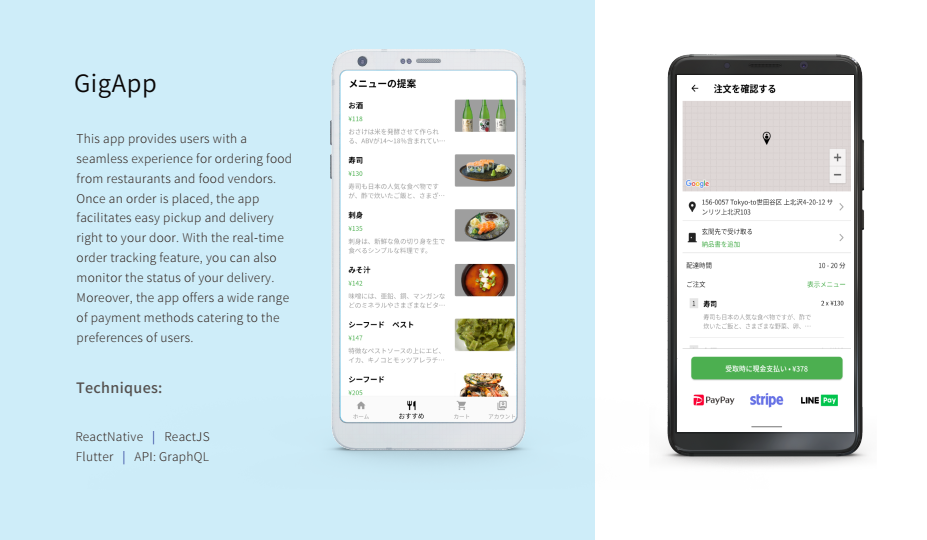 GigApp
This app provides users with a
seamless experience for ordering food
from restaurants and food vendors.
Once an order is placed, the app
facilitates easy pickup and delivery
right to your door. With the real-time
order tracking feature, you can also
monitor the status of your delivery.
Moreover, the app offers a wide range
of payment methods catering to the
preferences of users.
Techniques:
ReactNative | ReactJS
Flutter | API: GraphQL
メニューの提案
お酒
¥118
おさけは米を発酵させて作られ
る、ABVが14〜16%含まれてい…
寿司
¥130
寿司も日本の人気な食べ物です
が、酢で炊いたご飯と、さまざ…
刺身
¥135
刺身は、新鮮な魚の切り身を生で
食べるシンプルな料理です。
みそ汁
¥142
味噌には、亜鉛、銅、マンガンな
どのミネラルやさまざまなビタ…
シーフード ペスト
¥147
特徴なペストソースの上にエビ、
イカ、キノコとモッツアレラチ…
シーフード
¥205
ホーム
おすすめ
カート
アカウント
注文を確認する
+
−
Google
156-0057 Tokyo-to世田谷区 上北沢4-20-12 サ
ンリツ上北沢103
玄関先で受け取る
納品書を追加
配達時間 10 - 20 分
ご注文 表示メニュー
1 寿司 2 x ¥130
寿司も日本の人気な食べ物ですが、酢で
炊いたご飯と、さまざまな野菜、卵、…
受取時に現金支払い • ¥378
PayPay stripe LINE Pay